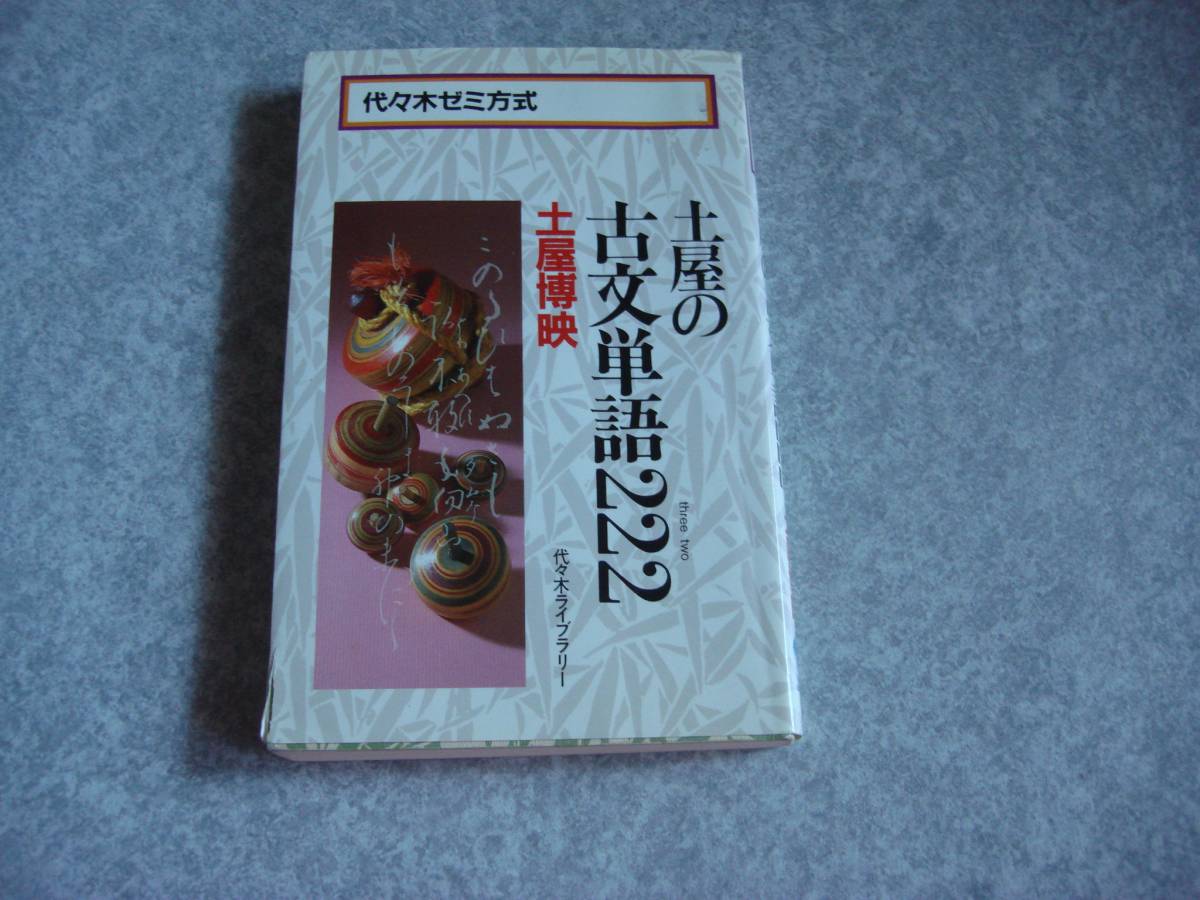 代々木ゼミ方式
土屋の
古文単語222
three two
土屋博映
代々木ライブラリー